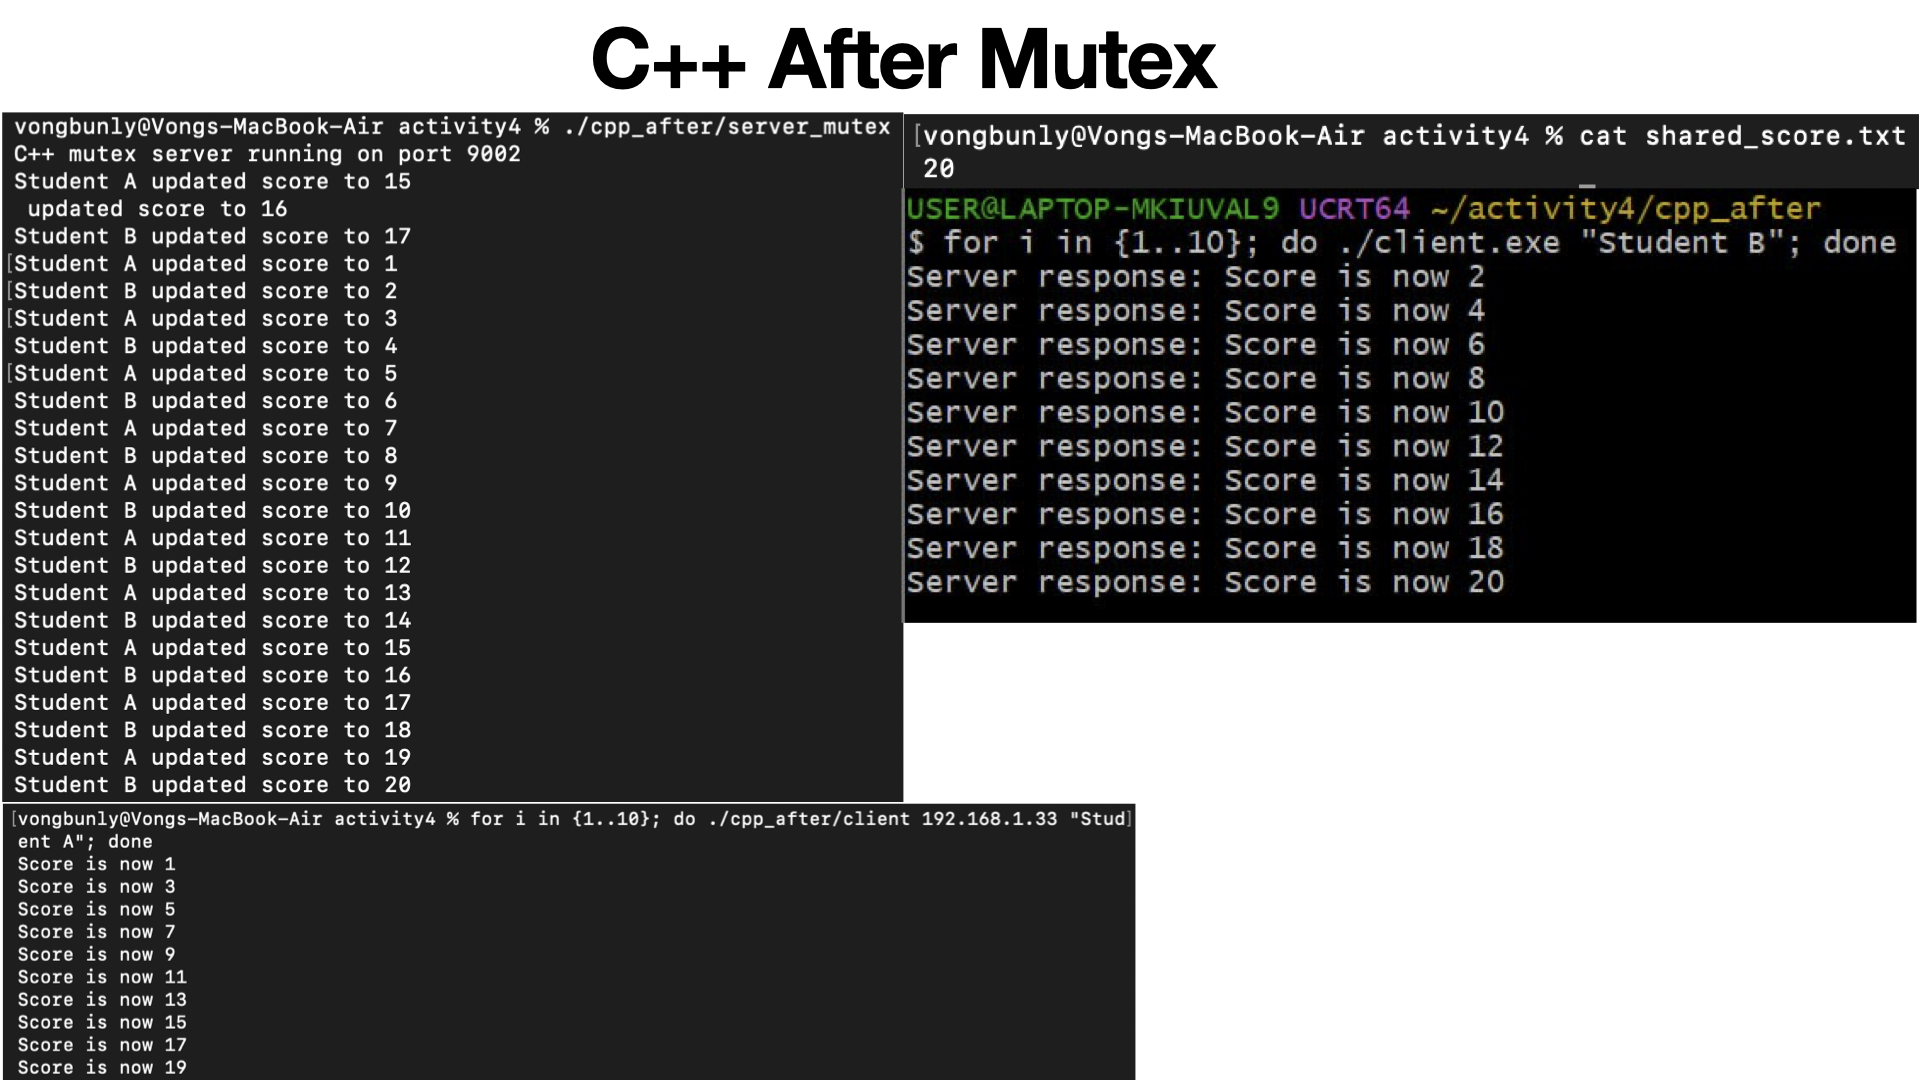 C++ After Mutex
vongbunly@Vongs-MacBook-Air activity4 % ./cpp_after/server_mutex
C++ mutex server running on port 9002
Student A updated score to 15
 updated score to 16
Student B updated score to 17
[Student A updated score to 1
[Student B updated score to 2
[Student A updated score to 3
Student B updated score to 4
[Student A updated score to 5
Student B updated score to 6
Student A updated score to 7
Student B updated score to 8
Student A updated score to 9
Student B updated score to 10
Student A updated score to 11
Student B updated score to 12
Student A updated score to 13
Student B updated score to 14
Student A updated score to 15
Student B updated score to 16
Student A updated score to 17
Student B updated score to 18
Student A updated score to 19
Student B updated score to 20
[vongbunly@Vongs-MacBook-Air activity4 % cat shared_score.txt
20
USER@LAPTOP-MKIUVAL9 UCRT64 ~/activity4/cpp_after
$ for i in {1..10}; do ./client.exe "Student B"; done
Server response: Score is now 2
Server response: Score is now 4
Server response: Score is now 6
Server response: Score is now 8
Server response: Score is now 10
Server response: Score is now 12
Server response: Score is now 14
Server response: Score is now 16
Server response: Score is now 18
Server response: Score is now 20
[vongbunly@Vongs-MacBook-Air activity4 % for i in {1..10}; do ./cpp_after/client 192.168.1.33 "Stud]
ent A"; done
Score is now 1
Score is now 3
Score is now 5
Score is now 7
Score is now 9
Score is now 11
Score is now 13
Score is now 15
Score is now 17
Score is now 19